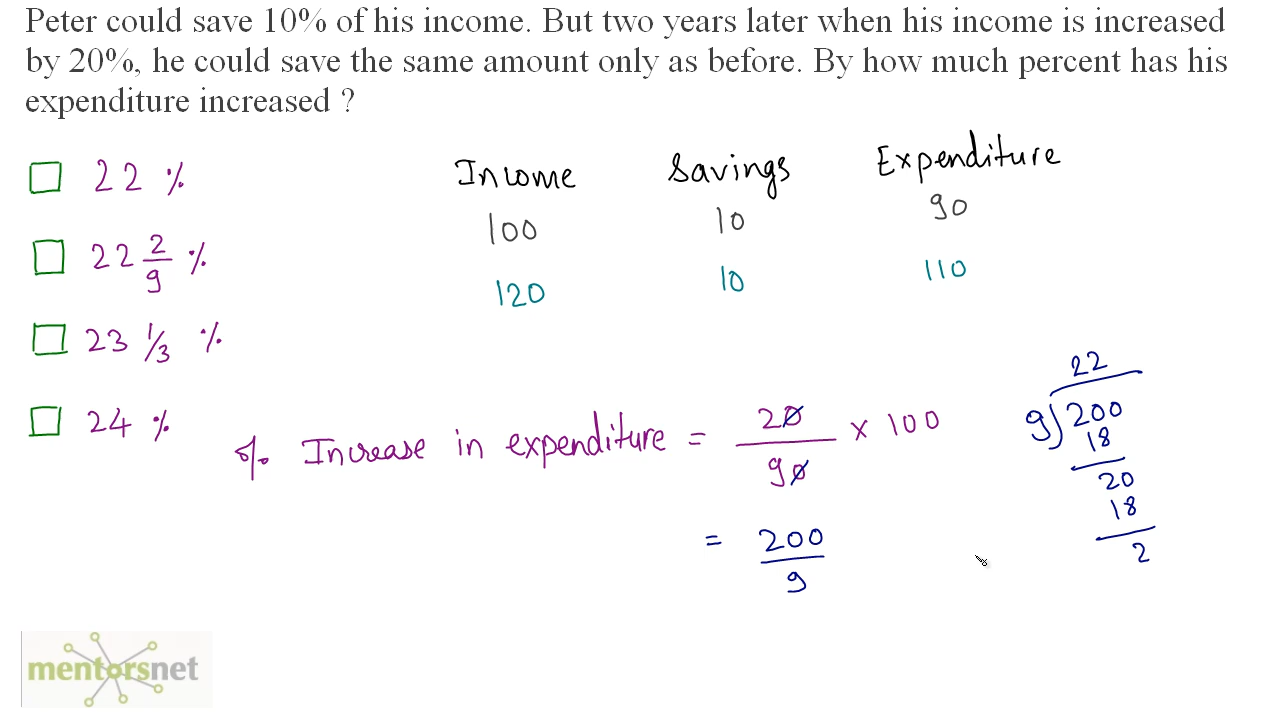 Peter could save 10% of his income. But two years later when his income is increased
by 20%, he could save the same amount only as before. By how much percent has his
expenditure increased ?
22 %
22 2/9 %
23 1/3 %
24 %
Income Savings Expenditure
100 10 90
120 10 110
% Increase in expenditure = 20/90 × 100
= 200/9
22
9)200
18
20
18
2
mentorsnet